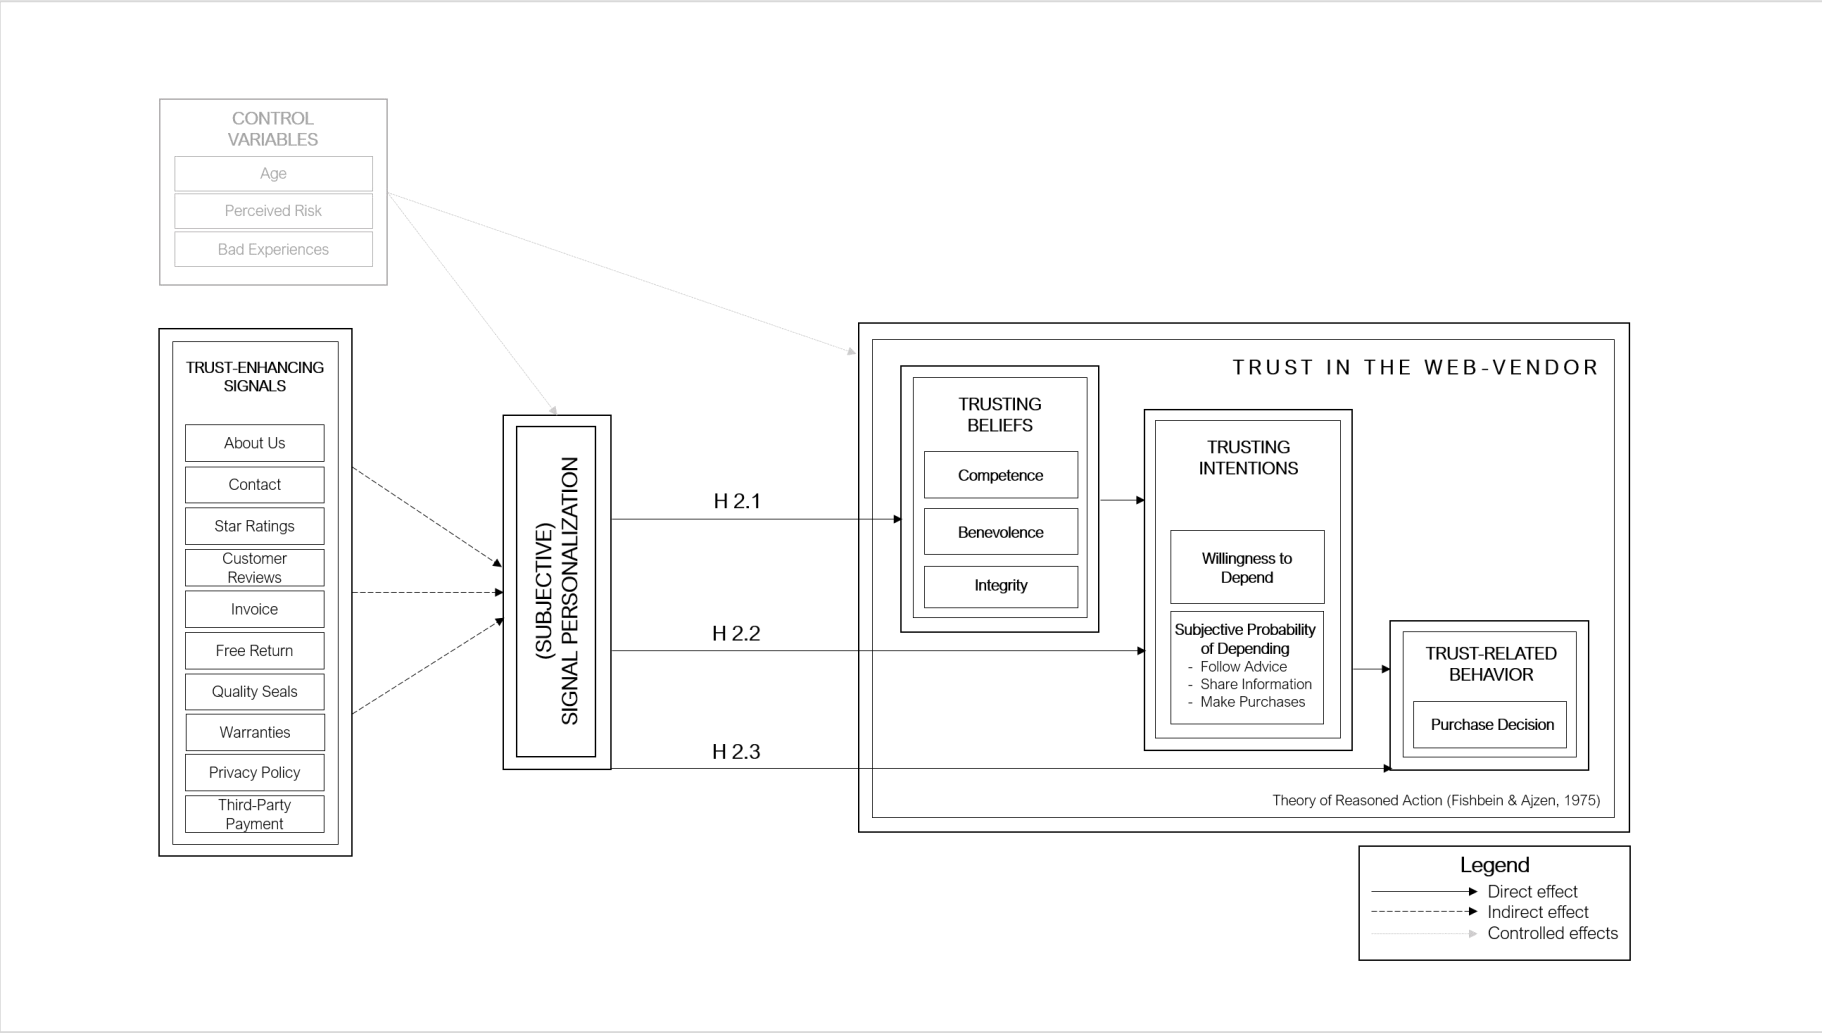 CONTROL
VARIABLES
Age
Perceived Risk
Bad Experiences
TRUST-ENHANCING
SIGNALS
About Us
Contact
Star Ratings
Customer
Reviews
Invoice
Free Return
Quality Seals
Warranties
Privacy Policy
Third-Party
Payment
(SUBJECTIVE)
SIGNAL PERSONALIZATION
H 2.1
H 2.2
H 2.3
TRUST IN THE WEB-VENDOR
TRUSTING
BELIEFS
Competence
Benevolence
Integrity
TRUSTING
INTENTIONS
Willingness to
Depend
Subjective Probability
of Depending
- Follow Advice
- Share Information
- Make Purchases
TRUST-RELATED
BEHAVIOR
Purchase Decision
Theory of Reasoned Action (Fishbein & Ajzen, 1975)
Legend
Direct effect
Indirect effect
Controlled effects